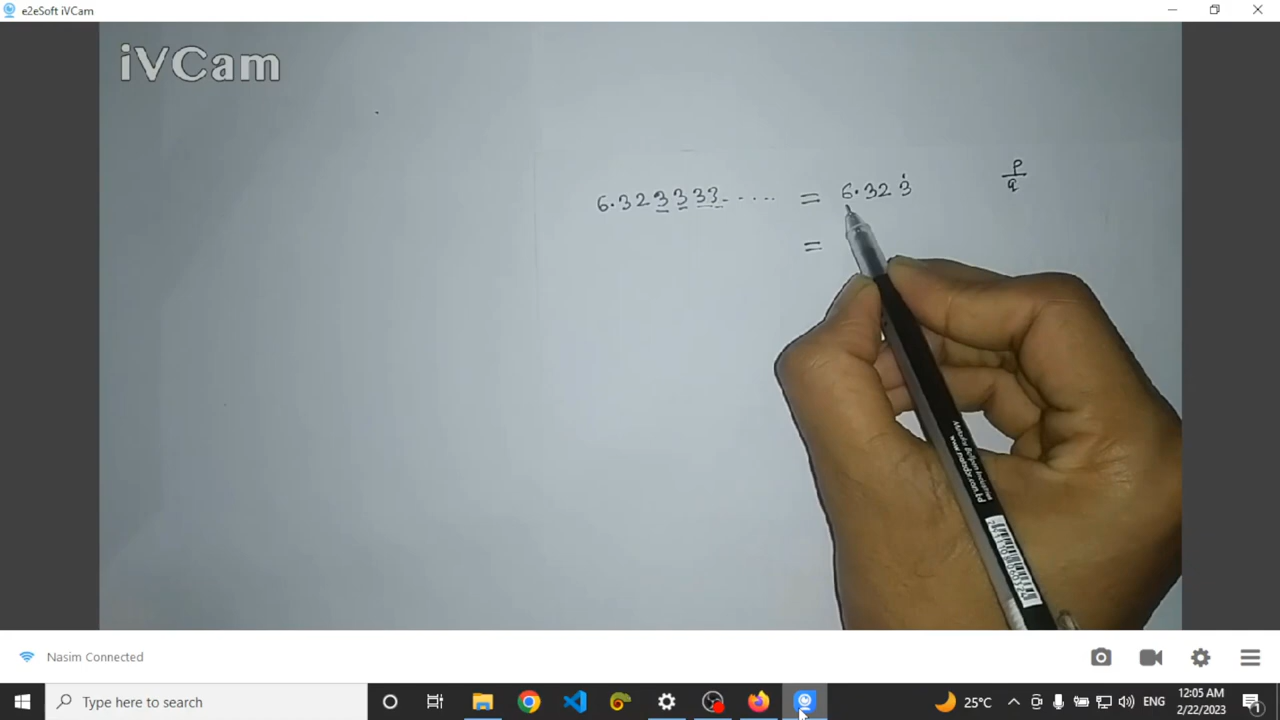 e2eSoft iVCam
iVCam
6.323333..... = 6.323̇
p/q
=
Nasim Connected
Type here to search
25°C
ENG
12:05 AM
2/22/2023